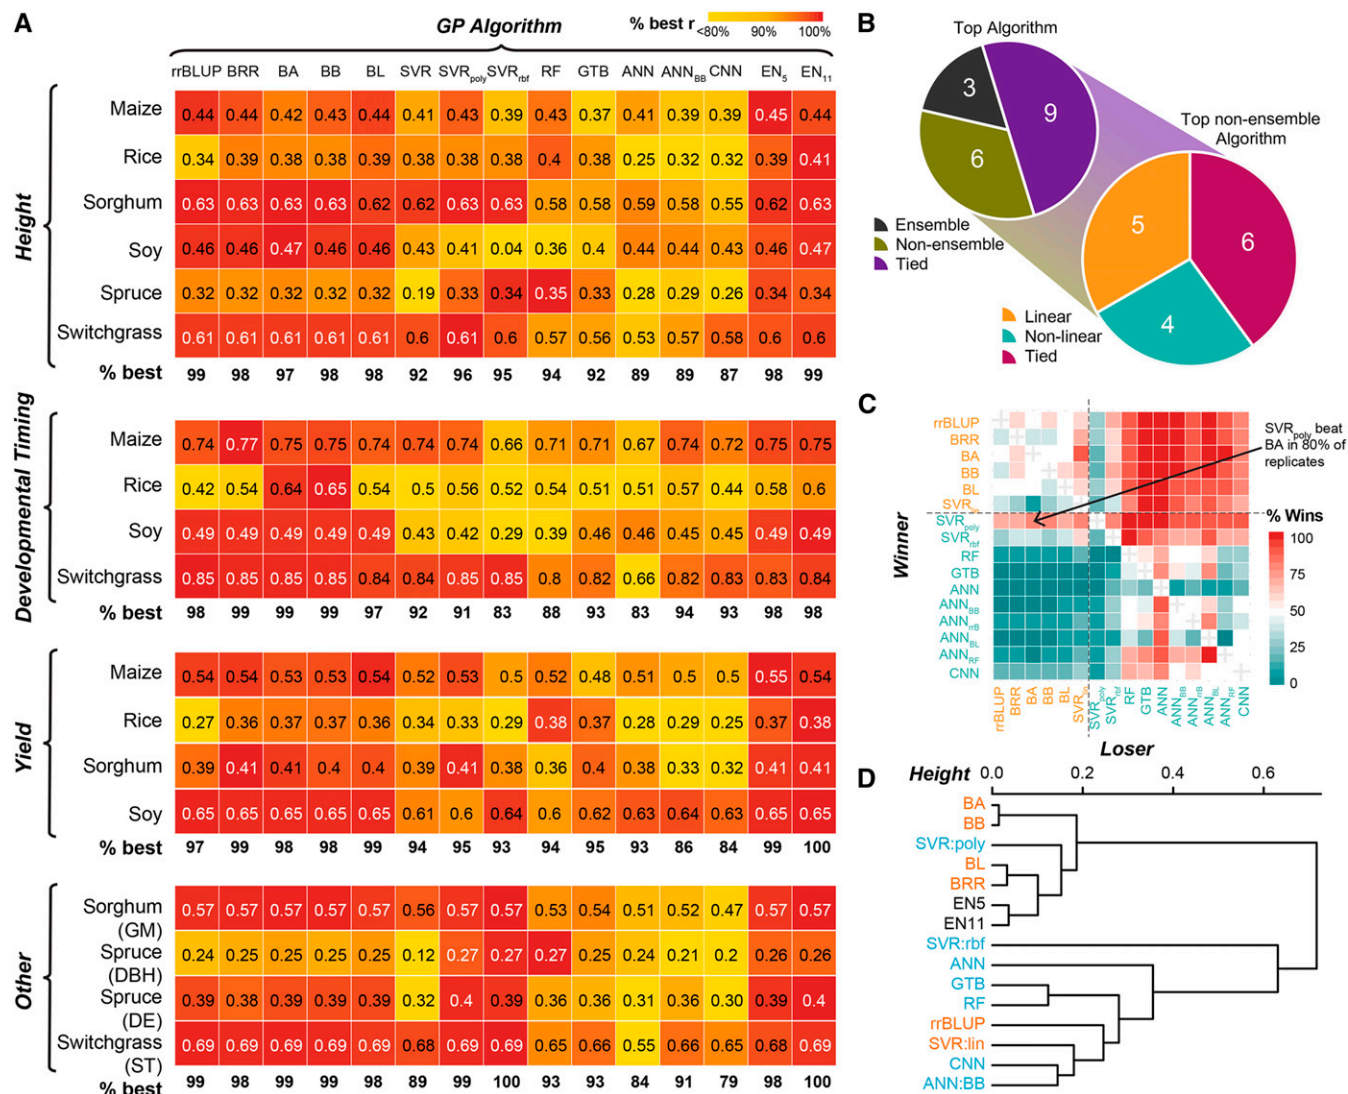 A
GP Algorithm
% best r
<80% 90% 100%
rrBLUP BRR BA BB BL SVR SVRpoly SVRrbf RF GTB ANN ANNBB CNN EN5 EN11
Height
Maize 0.44 0.44 0.42 0.43 0.44 0.41 0.43 0.39 0.43 0.37 0.41 0.39 0.39 0.45 0.44
Rice 0.34 0.39 0.38 0.38 0.39 0.38 0.38 0.38 0.4 0.38 0.25 0.32 0.32 0.39 0.41
Sorghum 0.63 0.63 0.63 0.63 0.62 0.62 0.63 0.63 0.58 0.58 0.59 0.58 0.55 0.62 0.63
Soy 0.46 0.46 0.47 0.46 0.46 0.43 0.41 0.04 0.36 0.4 0.44 0.44 0.43 0.46 0.47
Spruce 0.32 0.32 0.32 0.32 0.32 0.19 0.33 0.34 0.35 0.33 0.28 0.29 0.26 0.34 0.34
Switchgrass 0.61 0.61 0.61 0.61 0.61 0.6 0.61 0.6 0.57 0.56 0.53 0.57 0.58 0.6 0.6
% best 99 98 97 98 98 92 96 95 94 92 89 89 87 98 99
Developmental Timing
Maize 0.74 0.77 0.75 0.75 0.74 0.74 0.74 0.66 0.71 0.71 0.67 0.74 0.72 0.75 0.75
Rice 0.42 0.54 0.64 0.65 0.54 0.5 0.56 0.52 0.54 0.51 0.51 0.57 0.44 0.58 0.6
Soy 0.49 0.49 0.49 0.49 0.49 0.43 0.42 0.29 0.39 0.46 0.46 0.45 0.45 0.49 0.49
Switchgrass 0.85 0.85 0.85 0.85 0.84 0.84 0.85 0.85 0.8 0.82 0.66 0.82 0.83 0.83 0.84
% best 98 99 99 99 97 92 91 83 88 93 83 94 93 98 98
Yield
Maize 0.54 0.54 0.53 0.53 0.54 0.52 0.53 0.5 0.52 0.48 0.51 0.5 0.5 0.55 0.54
Rice 0.27 0.36 0.37 0.37 0.36 0.34 0.33 0.29 0.38 0.37 0.28 0.29 0.25 0.37 0.38
Sorghum 0.39 0.41 0.41 0.4 0.4 0.39 0.41 0.38 0.36 0.4 0.38 0.33 0.32 0.41 0.41
Soy 0.65 0.65 0.65 0.65 0.65 0.61 0.6 0.64 0.6 0.62 0.63 0.64 0.63 0.65 0.65
% best 97 99 98 98 99 94 95 93 94 95 93 86 84 99 100
Other
Sorghum (GM) 0.57 0.57 0.57 0.57 0.57 0.56 0.57 0.57 0.53 0.54 0.51 0.52 0.47 0.57 0.57
Spruce (DBH) 0.24 0.25 0.25 0.25 0.25 0.12 0.27 0.27 0.27 0.25 0.24 0.21 0.2 0.26 0.26
Spruce (DE) 0.39 0.38 0.39 0.39 0.39 0.32 0.4 0.39 0.36 0.36 0.31 0.36 0.30 0.39 0.4
Switchgrass (ST) 0.69 0.69 0.69 0.69 0.69 0.68 0.69 0.69 0.65 0.66 0.55 0.66 0.65 0.68 0.69
% best 99 98 99 99 98 89 99 100 93 93 84 91 79 98 100
B
Top Algorithm
3
9
6
Ensemble
Non-ensemble
Tied
Top non-ensemble
Algorithm
5
6
4
Linear
Non-linear
Tied
C
Winner
rrBLUP
BRR
BA
BB
BL
SVRlin
SVRpoly
SVRrbf
RF
GTB
ANN
ANNBB
ANNrrB
ANNBL
ANNRF
CNN
SVRpoly beat
BA in 80% of
replicates
% Wins
100
75
50
25
0
rrBLUP BRR BA BB BL SVRlin SVRpoly SVRrbf RF GTB ANN ANNBB ANNrrB ANNBL ANNRF CNN
Loser
D
Height 0.0 0.2 0.4 0.6
BA
BB
SVR:poly
BL
BRR
EN5
EN11
SVR:rbf
ANN
GTB
RF
rrBLUP
SVR:lin
CNN
ANN:BB